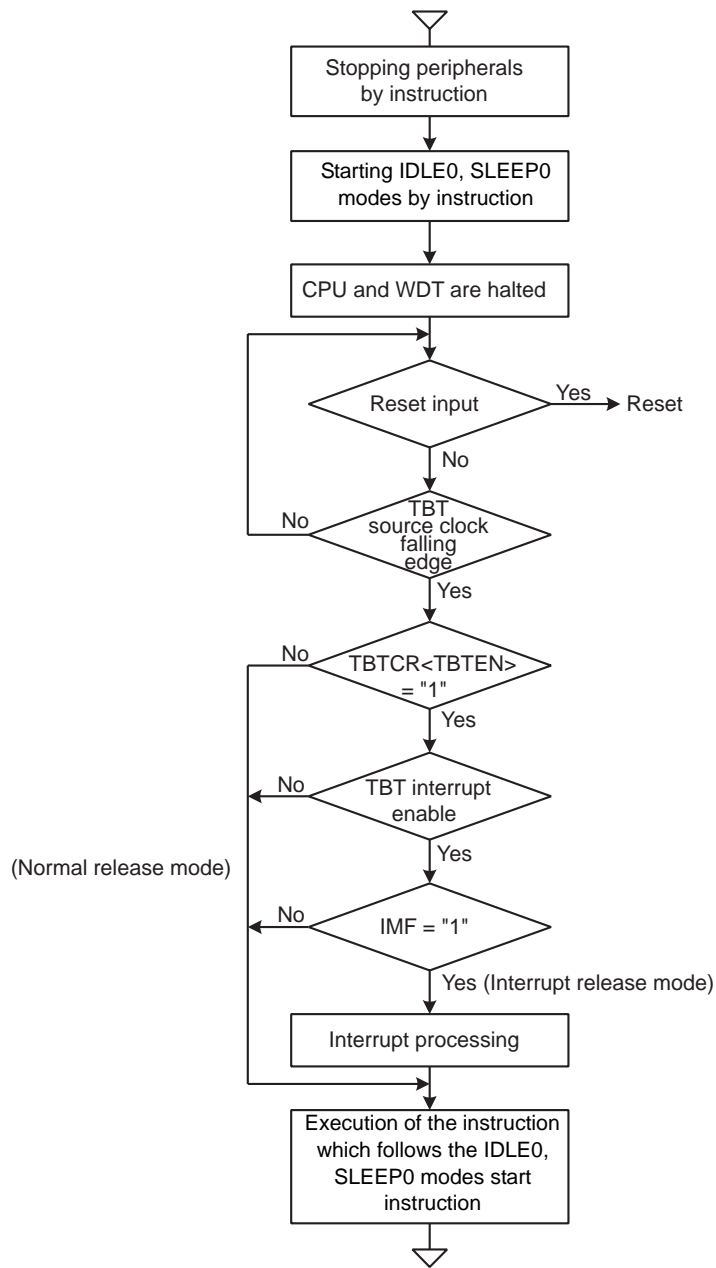 Stopping peripherals
by instruction
Starting IDLE0, SLEEP0
modes by instruction
CPU and WDT are halted
Reset input
Yes
Reset
No
No
TBT
source clock
falling
edge
Yes
No
TBTCR<TBTEN>
= "1"
Yes
No
TBT interrupt
enable
Yes
(Normal release mode)
No
IMF = "1"
Yes (Interrupt release mode)
Interrupt processing
Execution of the instruction
which follows the IDLE0,
SLEEP0 modes start
instruction